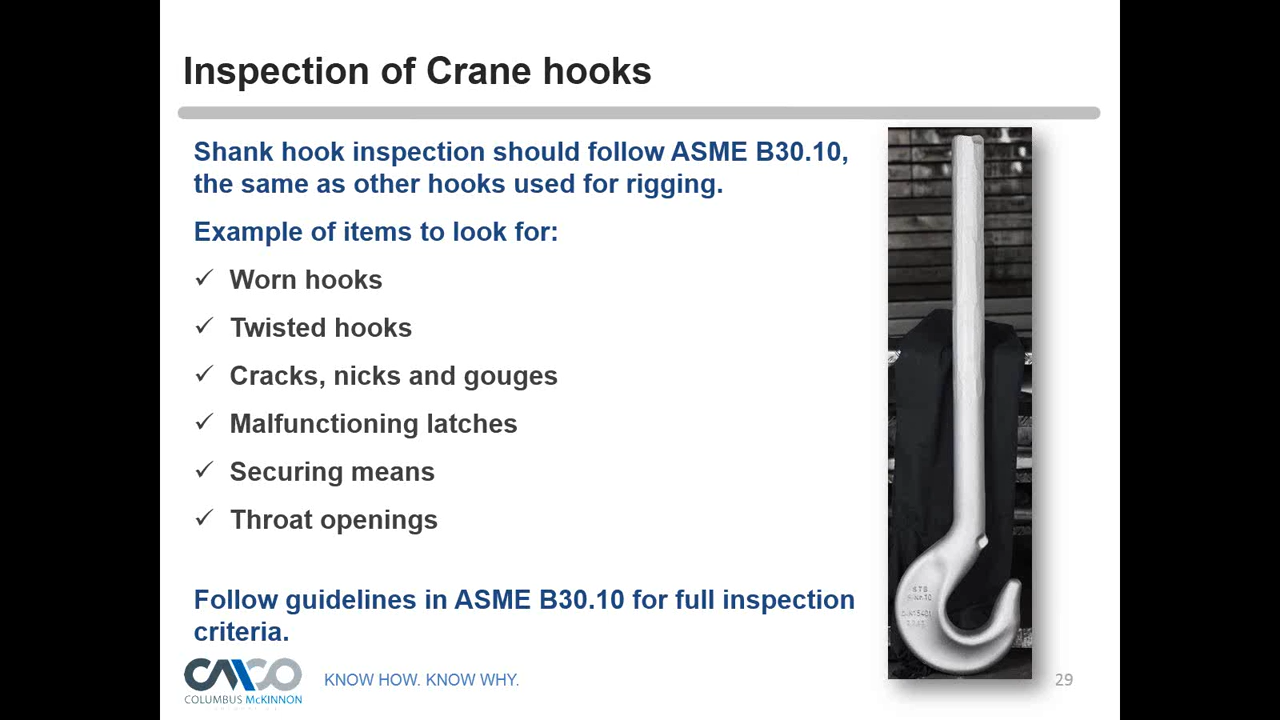 Inspection of Crane hooks
Shank hook inspection should follow ASME B30.10,
the same as other hooks used for rigging.
Example of items to look for:
✓ Worn hooks
✓ Twisted hooks
✓ Cracks, nicks and gouges
✓ Malfunctioning latches
✓ Securing means
✓ Throat openings
Follow guidelines in ASME B30.10 for full inspection
criteria.
CMCO
COLUMBUS McKINNON
KNOW HOW. KNOW WHY.
29